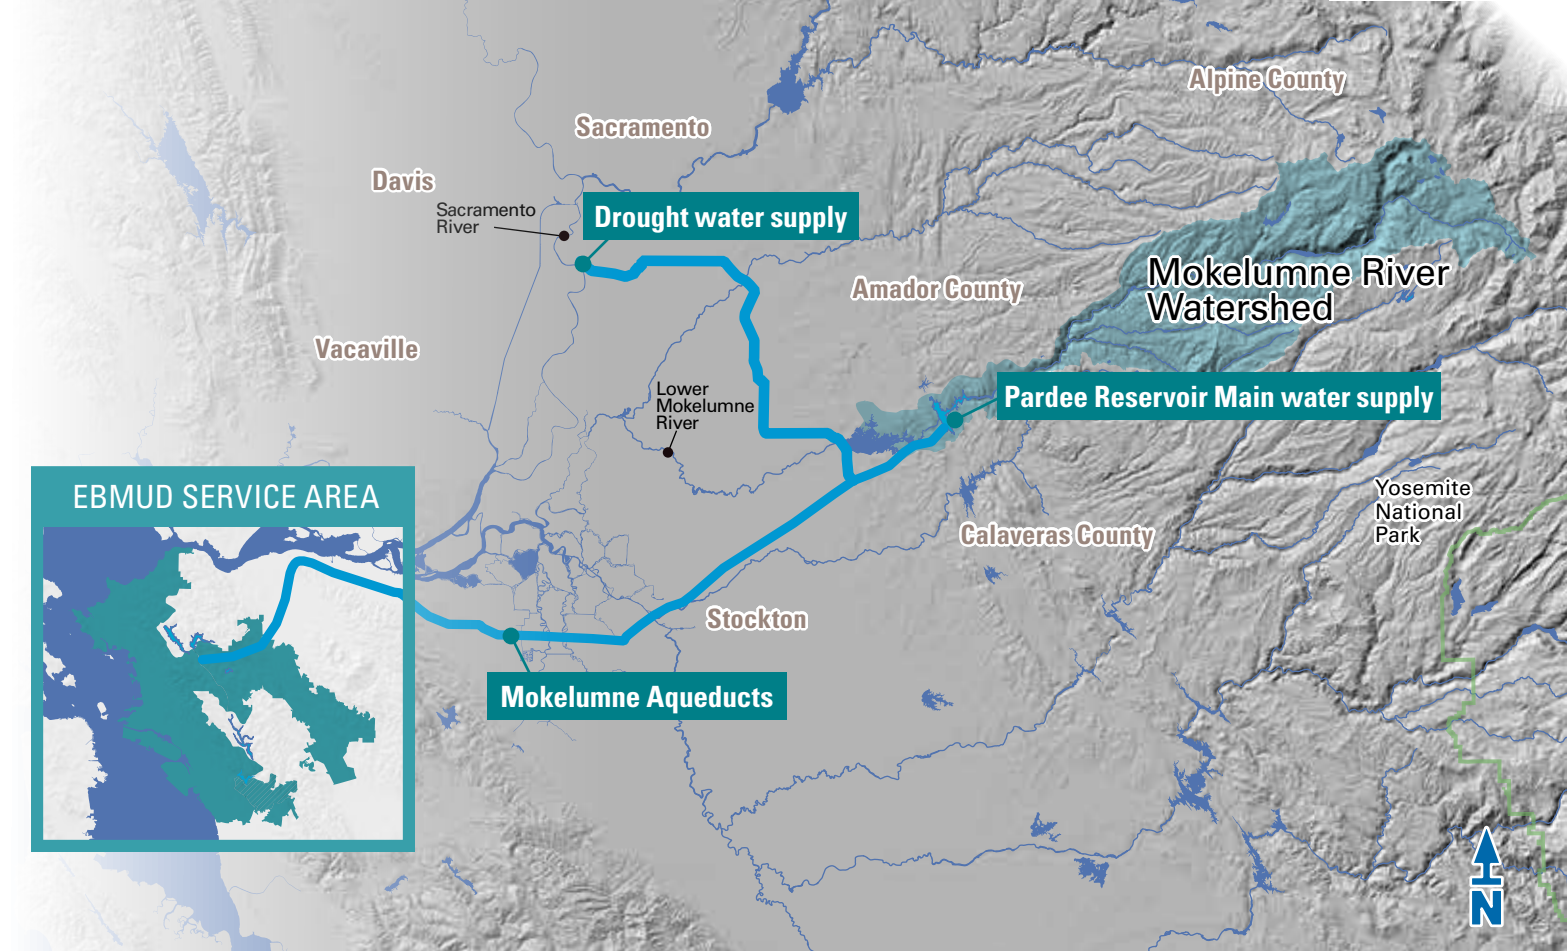 Alpine County
Sacramento
Davis
Sacramento
River
Drought water supply
Mokelumne River
Watershed
Amador County
Vacaville
Lower
Mokelumne
River
Pardee Reservoir Main water supply
EBMUD SERVICE AREA
Yosemite
National
Park
Calaveras County
Stockton
Mokelumne Aqueducts
N